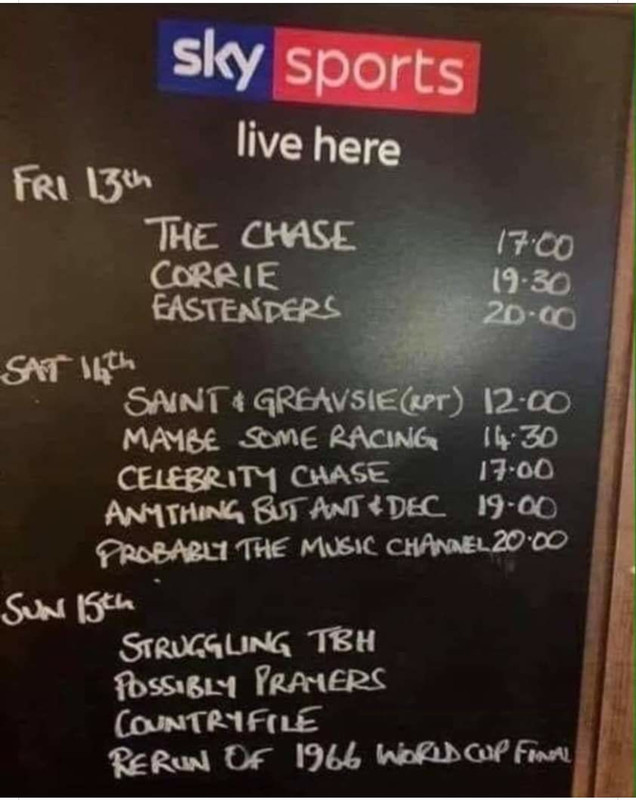 sky sports
live here
FRI 13th
THE CHASE 17:00
CORRIE 19.30
EASTENDERS 20-00
SAT 14th
SAINT & GREAVSIE (RPT) 12-00
MAYBE SOME RACING 14.30
CELEBRITY CHASE 17.00
ANYTHING BUT ANT & DEC 19-00
PROBABLY THE MUSIC CHANNEL 20.00
SUN 15th
STRUGGLING TBH
POSSIBLY PRAYERS
COUNTRYFILE
RERUN OF 1966 WORLD CUP FINAL